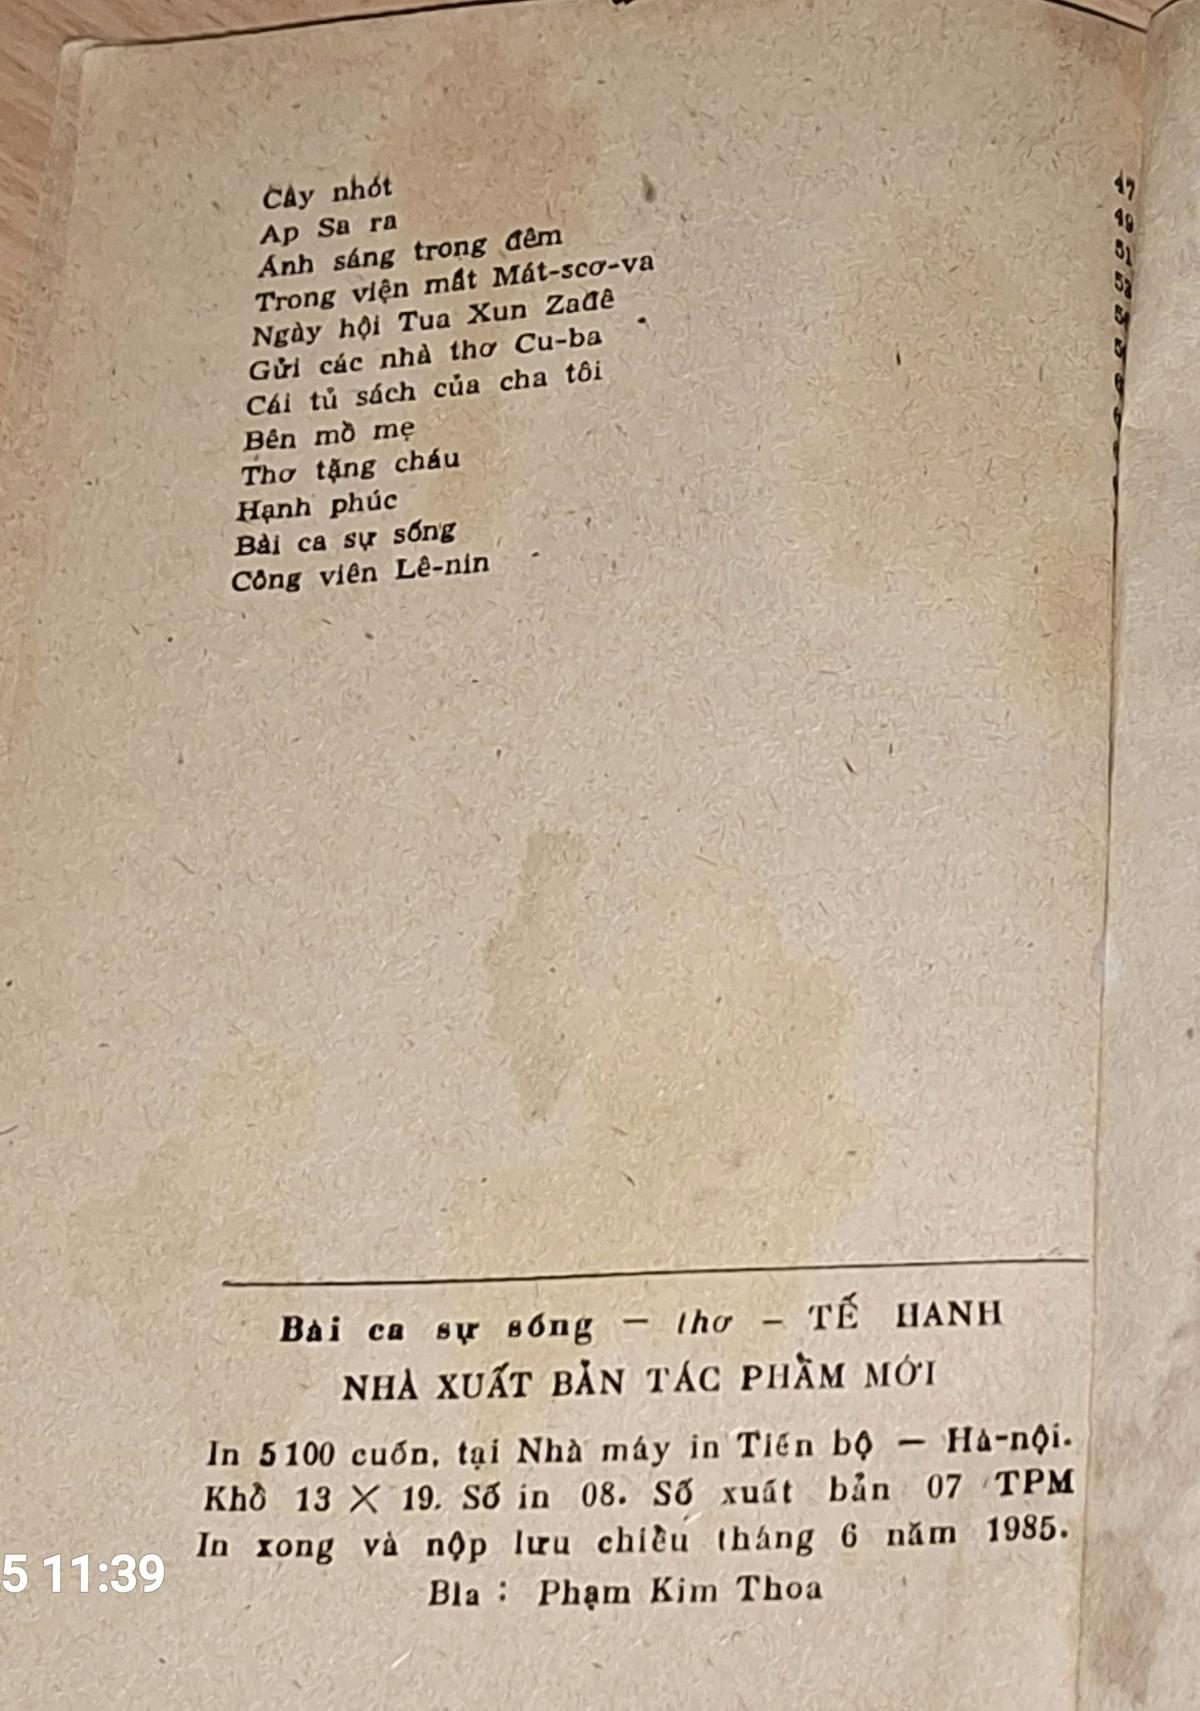 Cây nhót 47
Ap Sa ra 49
Ánh sáng trong đêm 51
Trong viện mắt Mát-scơ-va
Ngày hội Tua Xun Zađê
Gửi các nhà thơ Cu-ba
Cái tủ sách của cha tôi
Bên mồ mẹ
Thơ tặng cháu
Hạnh phúc
Bài ca sự sống
Công viên Lê-nin
Bài ca sự sống — thơ — TẾ HANH
NHÀ XUẤT BẢN TÁC PHẨM MỚI
In 5100 cuốn, tại Nhà máy in Tiến bộ — Hà-nội.
Khổ 13 × 19. Số in 08. Số xuất bản 07 TPM
In xong và nộp lưu chiều tháng 6 năm 1985.
Bìa : Phạm Kim Thoa
5 11:39